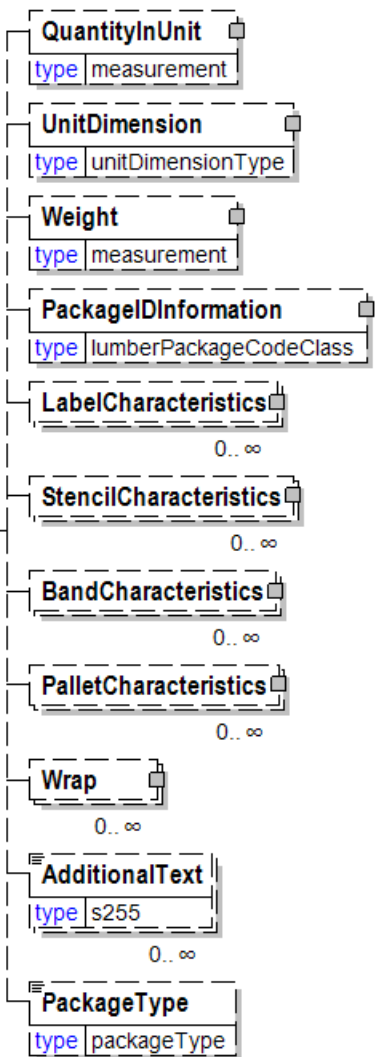 QuantityInUnit
type measurement
UnitDimension
type unitDimensionType
Weight
type measurement
PackageIDInformation
type lumberPackageCodeClass
LabelCharacteristics
0.. ∞
StencilCharacteristics
0.. ∞
BandCharacteristics
0.. ∞
PalletCharacteristics
0.. ∞
Wrap
0.. ∞
AdditionalText
type s255
0.. ∞
PackageType
type packageType